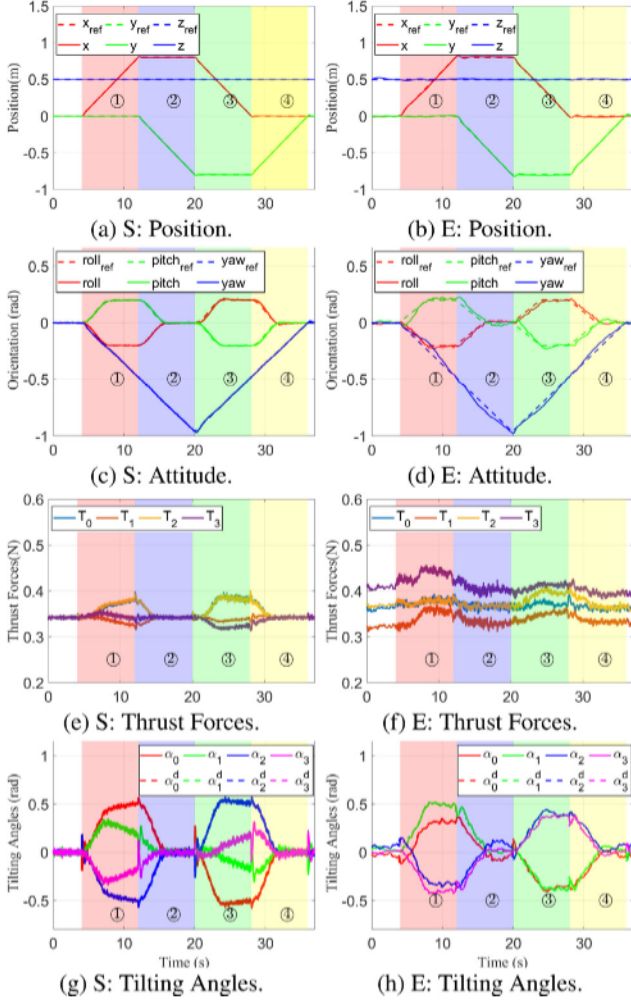 1.5
x_ref y_ref z_ref
x y z
1
0.5
0
-0.5
-1
Position(m)
① ② ③ ④
0 10 20 30
(a) S: Position.
1.5
x_ref y_ref z_ref
x y z
1
0.5
0
-0.5
-1
Position(m)
① ② ③ ④
0 10 20 30
(b) E: Position.
roll_ref pitch_ref yaw_ref
roll pitch yaw
0.5
0
-0.5
-1
Orientation (rad)
① ② ③ ④
0 10 20 30
(c) S: Attitude.
roll_ref pitch_ref yaw_ref
roll pitch yaw
0.5
0
-0.5
-1
Orientation (rad)
① ② ③ ④
0 10 20 30
(d) E: Attitude.
0.6
T_0 T_1 T_2 T_3
0.5
0.4
0.3
0.2
Thrust Forces(N)
① ② ③ ④
0 10 20 30
(e) S: Thrust Forces.
0.6
T_0 T_1 T_2 T_3
0.5
0.4
0.3
0.2
Thrust Forces(N)
① ② ③ ④
0 10 20 30
(f) E: Thrust Forces.
α_0 α_1 α_2 α_3
α_0^d α_1^d α_2^d α_3^d
1
0.5
0
-0.5
Tilting Angles (rad)
① ② ③ ④
0 10 20 30
Time (s)
(g) S: Tilting Angles.
α_0 α_1 α_2 α_3
α_0^d α_1^d α_2^d α_3^d
1
0.5
0
-0.5
Tilting Angles (rad)
① ② ③ ④
0 10 20 30
Time (s)
(h) E: Tilting Angles.